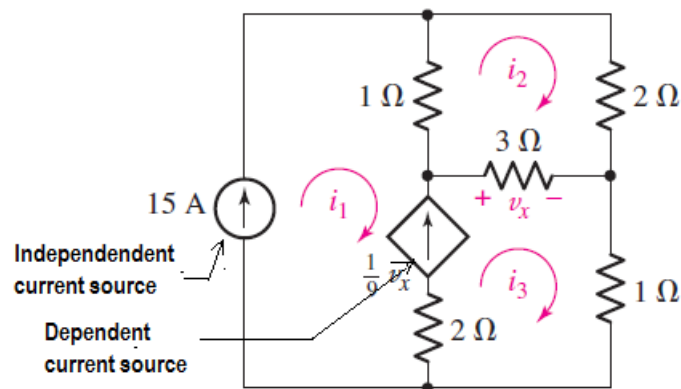 1 Ω
i2
2 Ω
3 Ω
+ vx −
15 A
i1
Independendent
current source
1/9 vx
i3
1 Ω
Dependent
current source
2 Ω